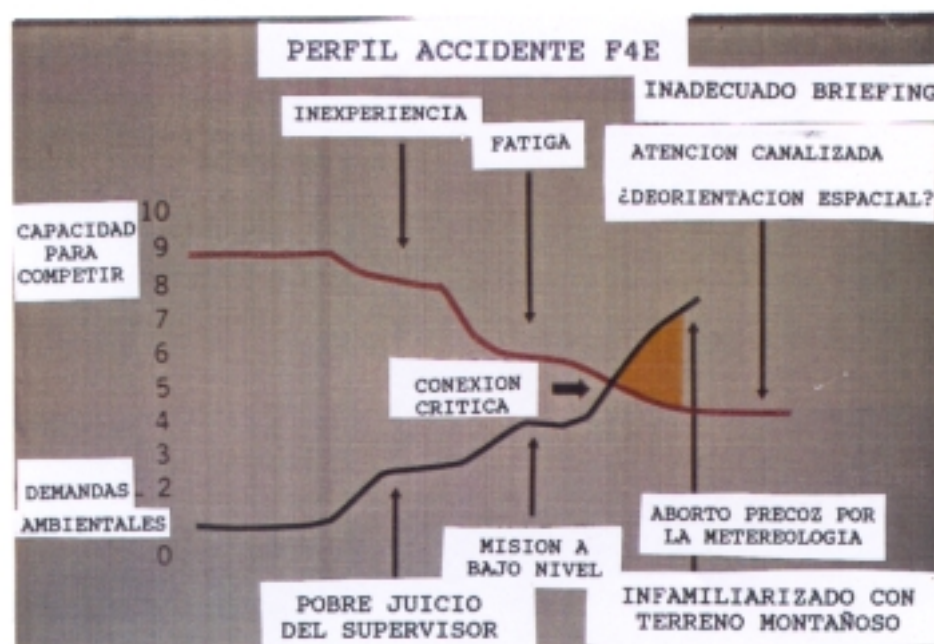 PERFIL ACCIDENTE F4E
INADECUADO BRIEFING
INEXPERIENCIA
FATIGA
ATENCION CANALIZADA
¿DEORIENTACION ESPACIAL?
CAPACIDAD
PARA
COMPETIR
10
9
8
7
6
5
4
3
2
0
CONEXION
CRITICA
DEMANDAS
AMBIENTALES
MISION A
BAJO NIVEL
ABORTO PRECOZ POR
LA METEREOLOGIA
POBRE JUICIO
DEL SUPERVISOR
INFAMILIARIZADO CON
TERRENO MONTAÑOSO